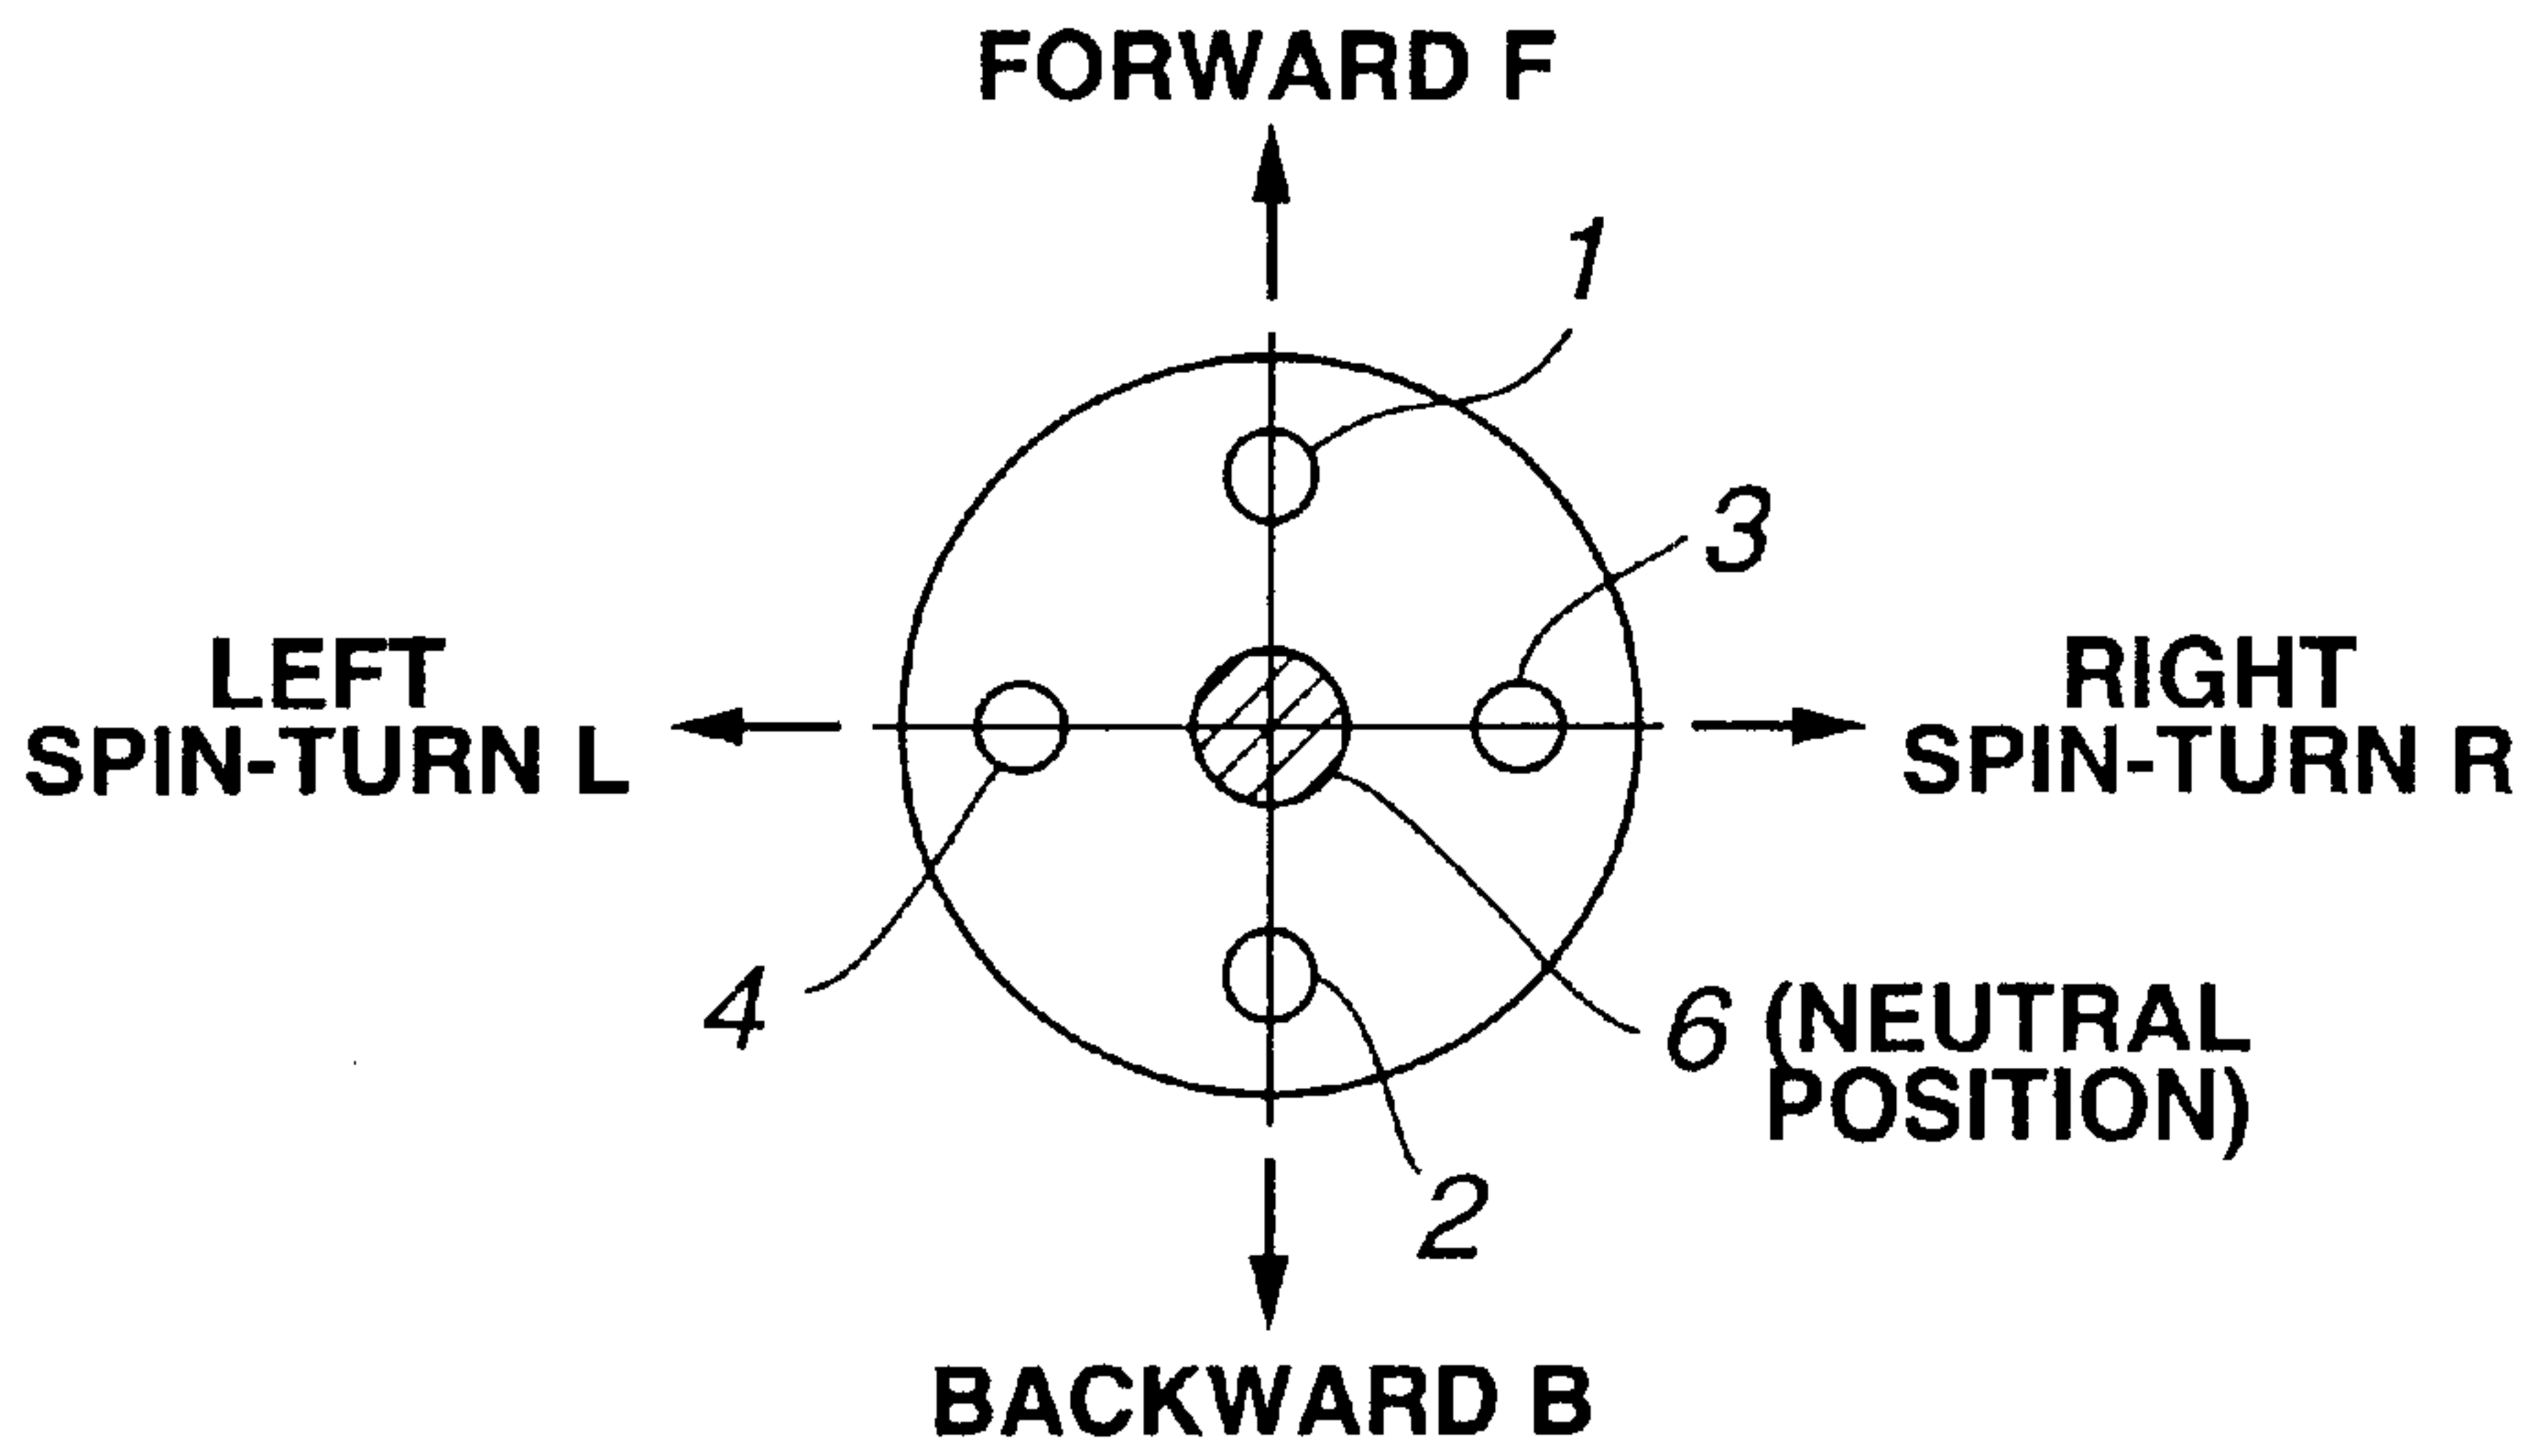 FORWARD F
1
3
LEFT
SPIN-TURN L
RIGHT
SPIN-TURN R
4
6 (NEUTRAL
POSITION)
2
BACKWARD B